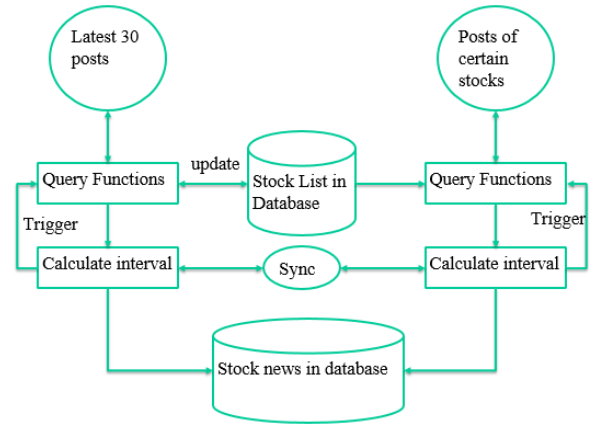 Latest 30
posts
Posts of
certain
stocks
update
Query Functions
Stock List in
Database
Query Functions
Trigger
Trigger
Calculate interval
Sync
Calculate interval
Stock news in database